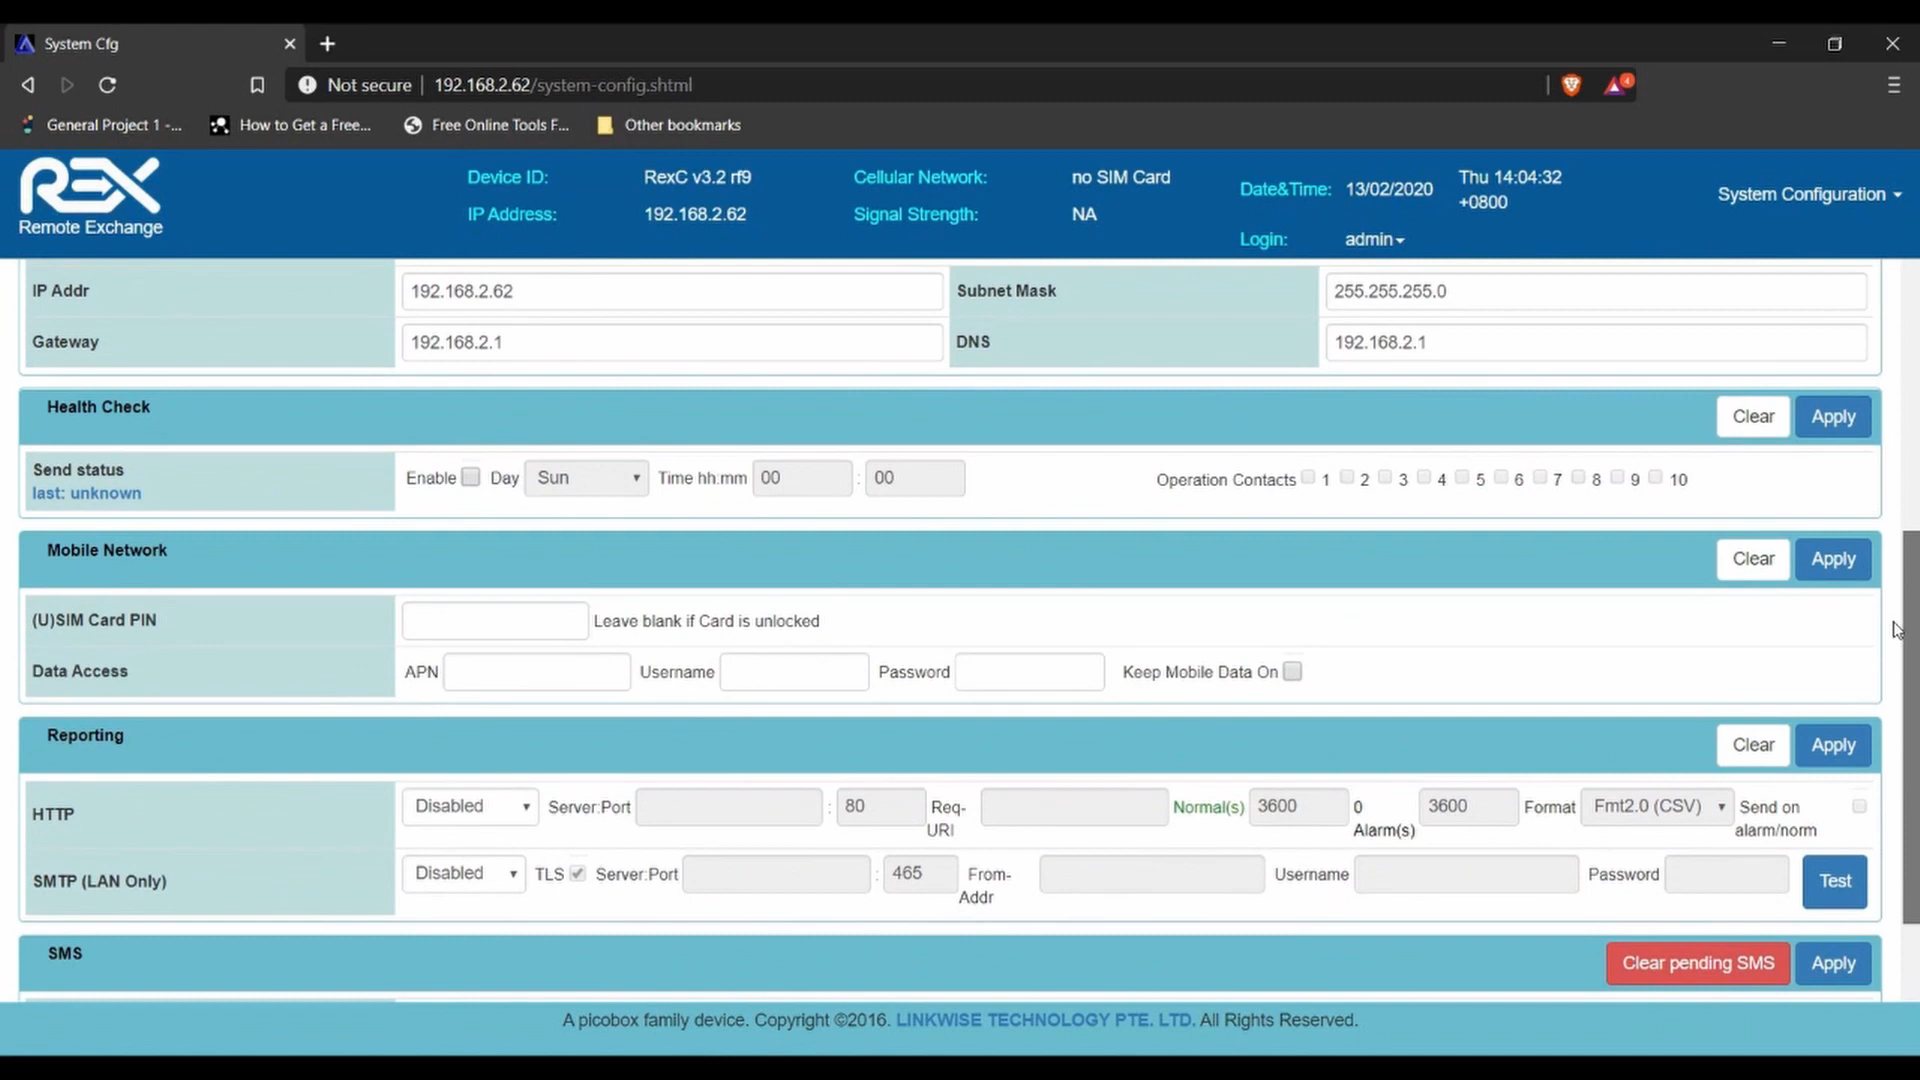 System Cfg
Not secure 192.168.2.62/system-config.shtml
4
General Project 1 -...
How to Get a Free...
Free Online Tools F...
Other bookmarks
REX
Remote Exchange
Device ID: RexC v3.2 rf9
IP Address: 192.168.2.62
Cellular Network: no SIM Card
Signal Strength: NA
Date&Time: 13/02/2020 Thu 14:04:32 +0800
Login: admin
System Configuration
IP Addr 192.168.2.62 Subnet Mask 255.255.255.0
Gateway 192.168.2.1 DNS 192.168.2.1
Health Check Clear Apply
Send status
last: unknown
Enable Day Sun Time hh:mm 00 : 00 Operation Contacts 1 2 3 4 5 6 7 8 9 10
Mobile Network Clear Apply
(U)SIM Card PIN Leave blank if Card is unlocked
Data Access APN Username Password Keep Mobile Data On
Reporting Clear Apply
HTTP Disabled Server:Port : 80 Req-URI Normal(s) 3600 0 Alarm(s) 3600 Format Fmt2.0 (CSV) Send on alarm/norm
SMTP (LAN Only) Disabled TLS Server:Port : 465 From-Addr Username Password Test
SMS Clear pending SMS Apply
A picobox family device. Copyright ©2016. LINKWISE TECHNOLOGY PTE. LTD. All Rights Reserved.